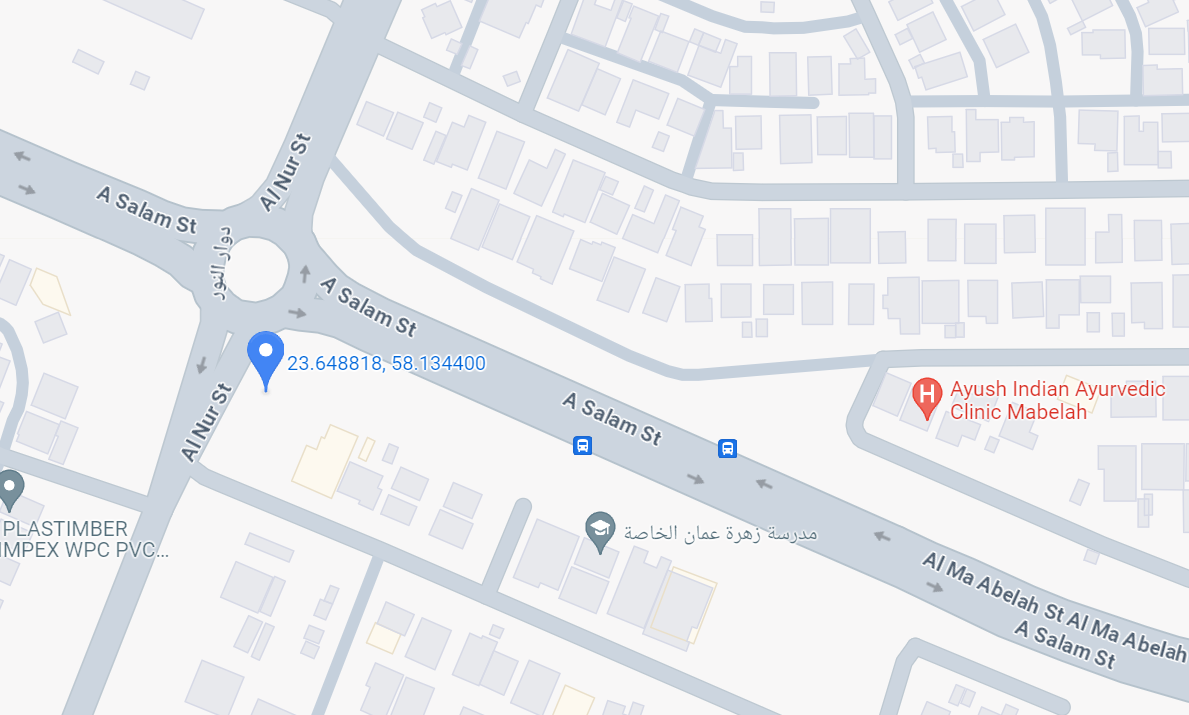 Al Nur St
A Salam St
دوار النور
A Salam St
23.648818, 58.134400
Al Nur St
A Salam St
Ayush Indian Ayurvedic
Clinic Mabelah
H
PLASTIMBER
IMPEX WPC PVC...
مدرسة زهرة عمان الخاصة
Al Ma Abelah St
Al Ma Abelah
A Salam St